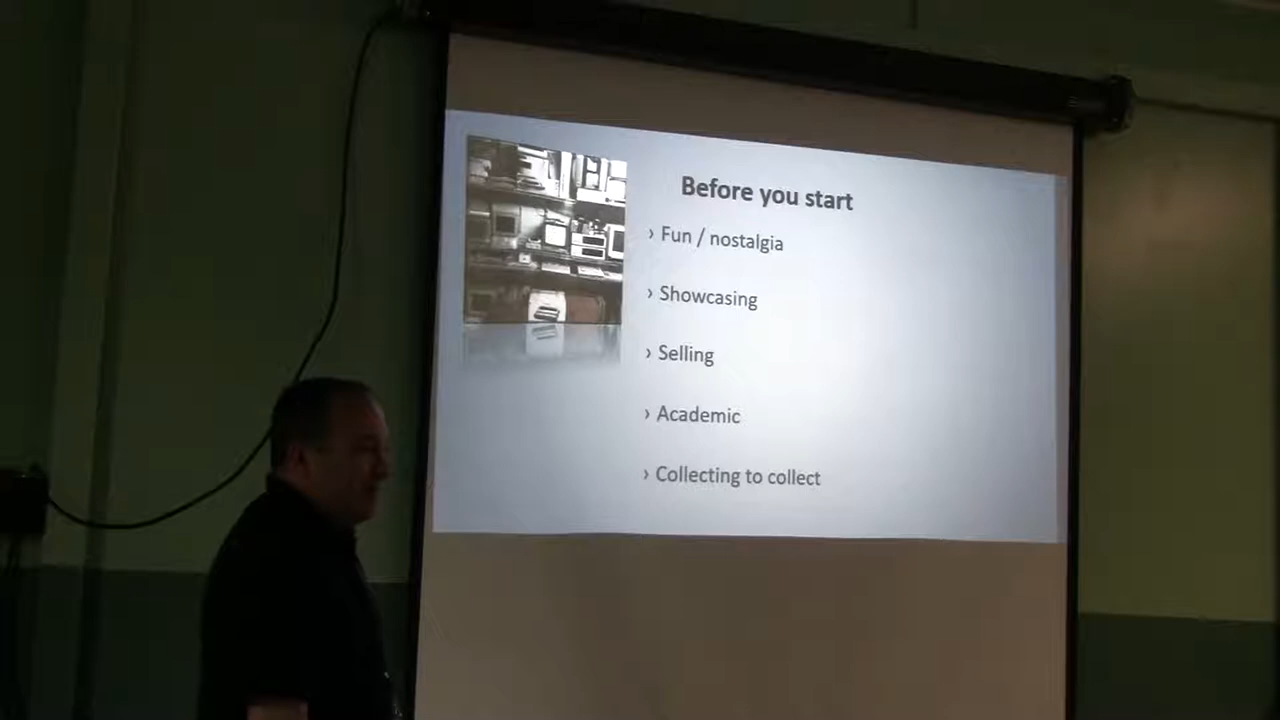 Before you start
› Fun / nostalgia
› Showcasing
› Selling
› Academic
› Collecting to collect